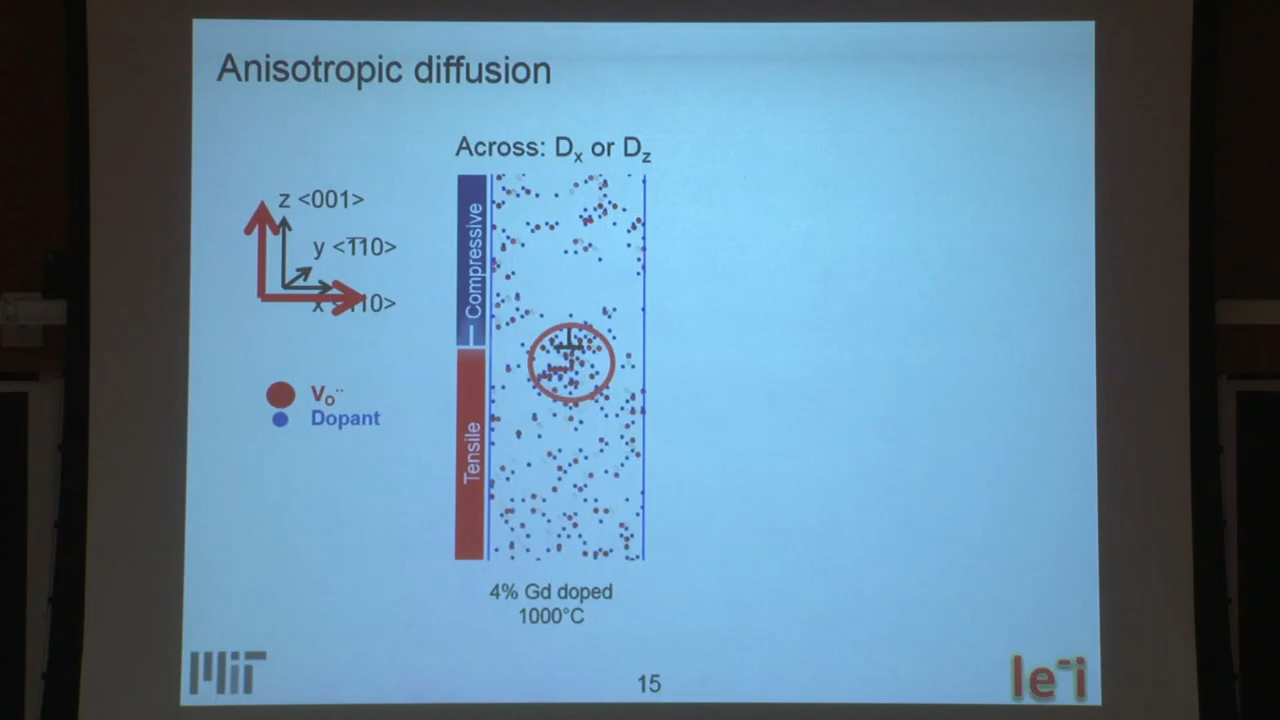 Anisotropic diffusion
Across: Dx or Dz
z <001>
y <1̅10>
x <110>
Compressive
Tensile
Vo¨
Dopant
4% Gd doped
1000°C
MIT
15
le⁻i